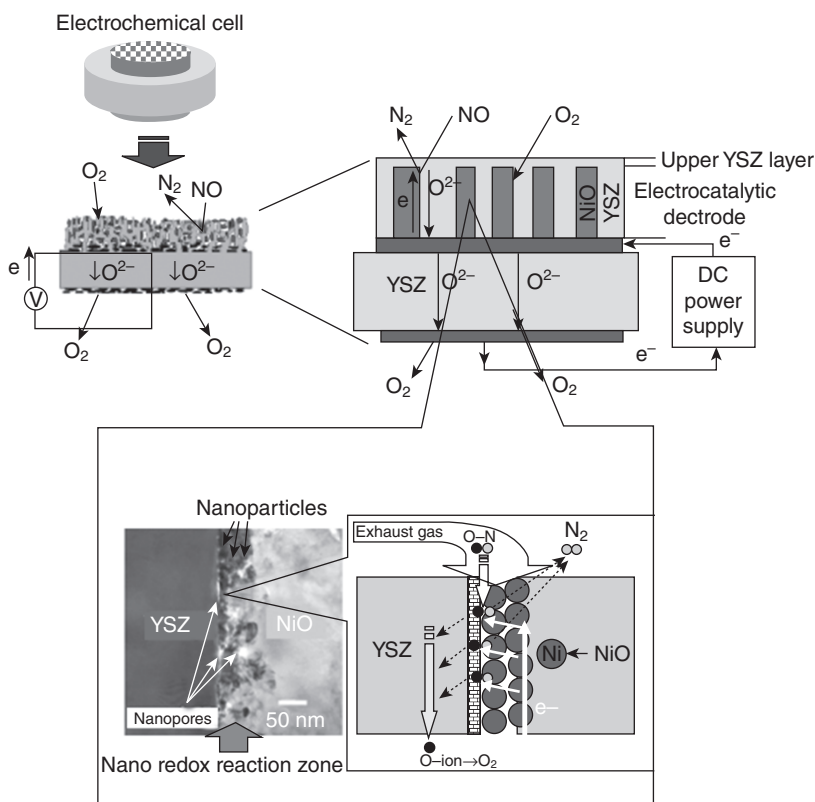 Electrochemical cell
O2
N2
NO
e
V
↓O2−
↓O2−
O2
O2
N2
NO
O2
Upper YSZ layer
Electrocatalytic
dectrode
e
O2−
NiO
YSZ
e−
YSZ
O2−
O2−
DC
power
supply
O2
e−
O2
Nanoparticles
YSZ
NiO
Nanopores
50 nm
Nano redox reaction zone
Exhaust gas
O–N
N2
YSZ
Ni
NiO
e–
O–ion→O2